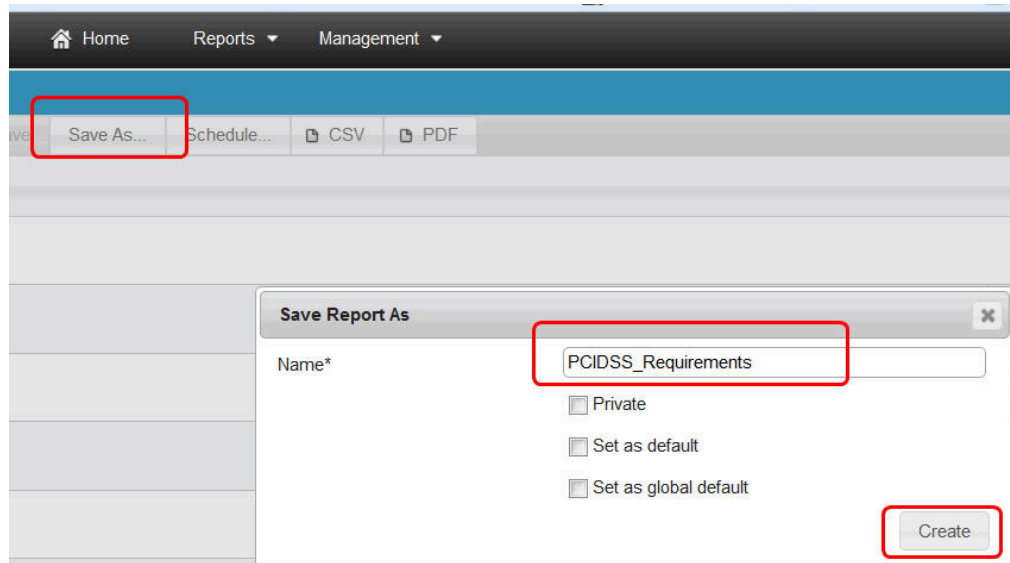 Home Reports Management
Save As... Schedule... CSV PDF
Save Report As
Name* PCIDSS_Requirements
Private
Set as default
Set as global default
Create